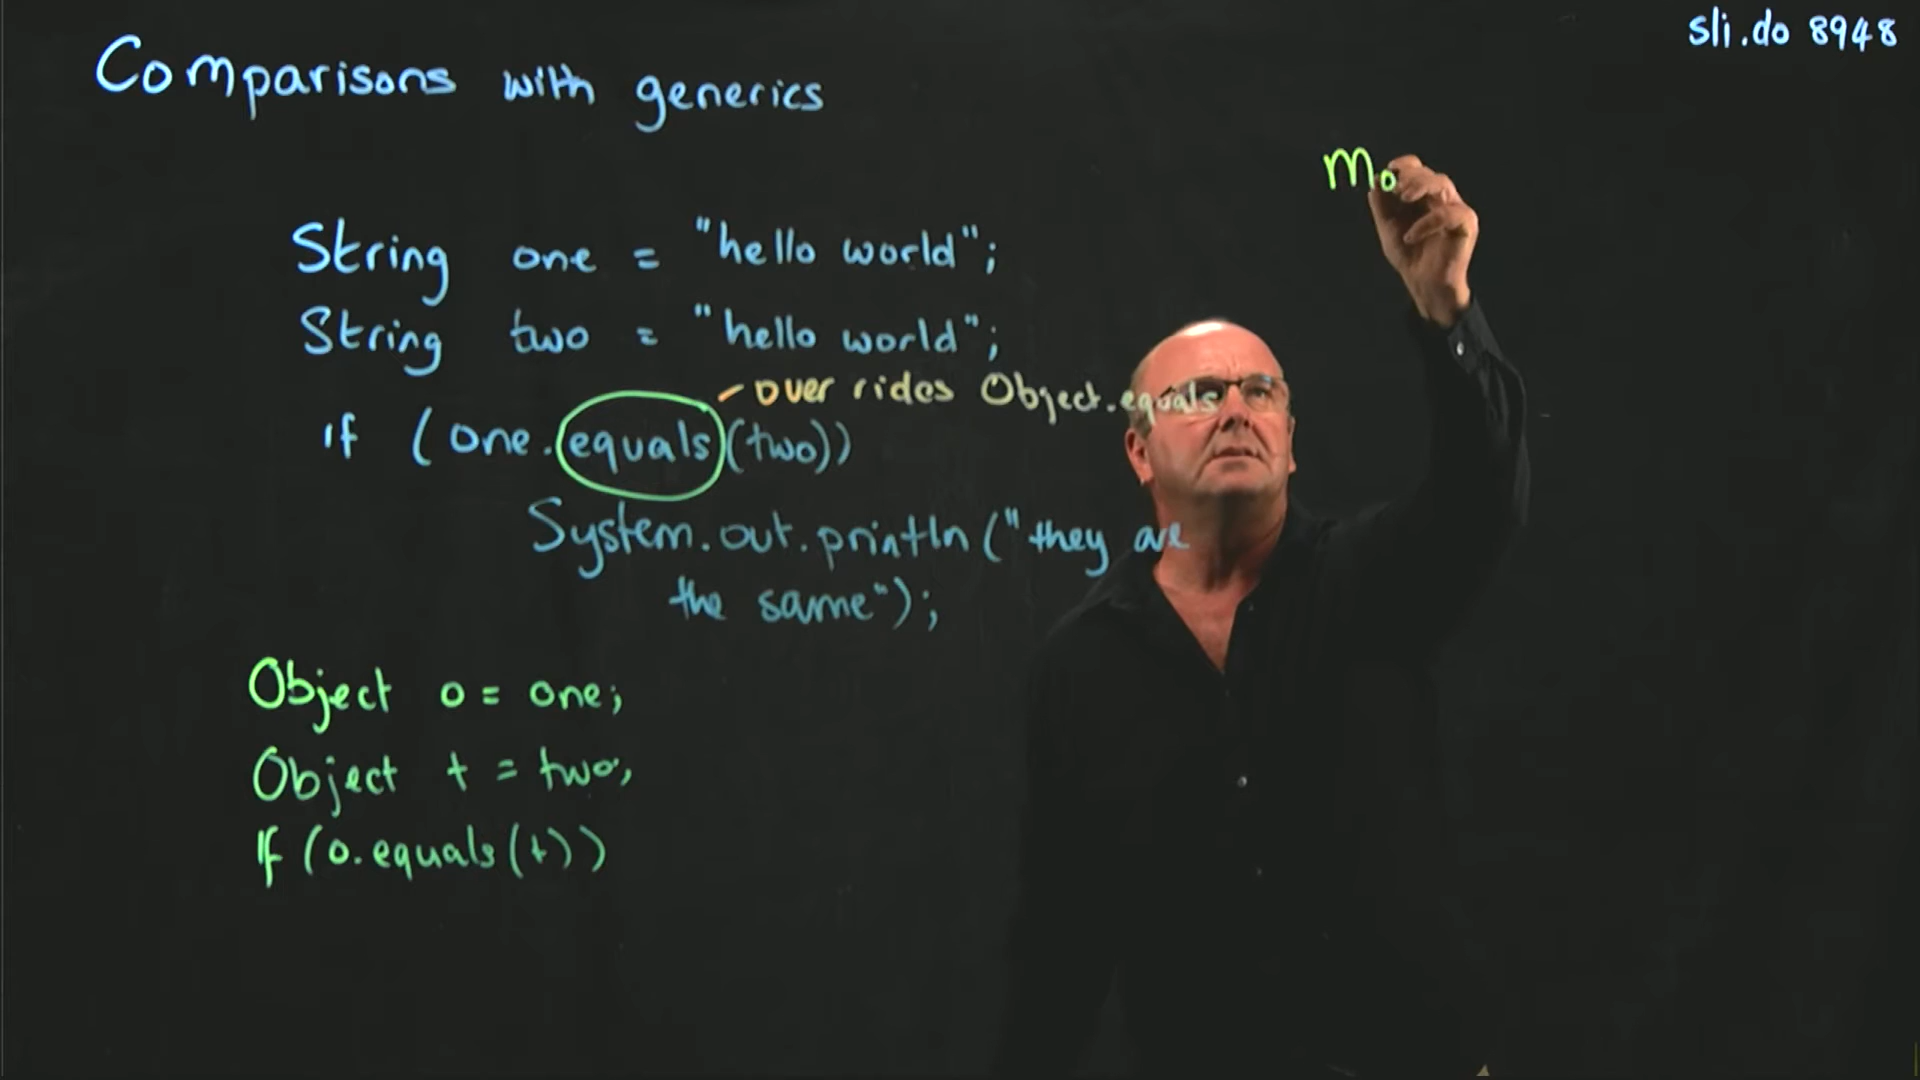 sli.do 8948
Comparisons with generics
Mo
String one = "hello world";
String two = "hello world";
over rides Object.equals
if (one.equals(two))
System.out.println("they are
the same");
Object o = one;
Object t = two;
If (o.equals(t))